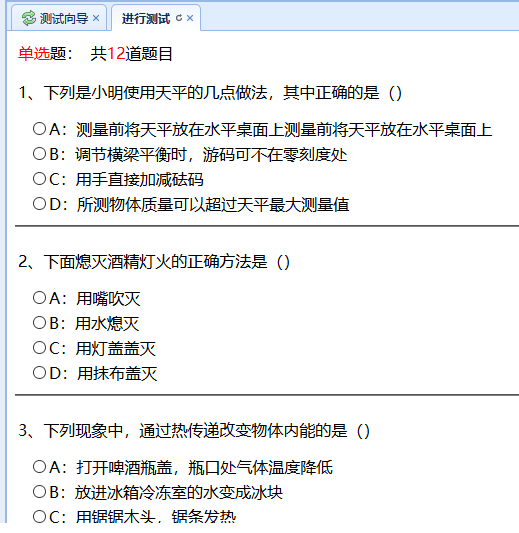 测试向导
进行测试
单选题： 共12道题目
1、下列是小明使用天平的几点做法，其中正确的是（）
A：测量前将天平放在水平桌面上测量前将天平放在水平桌面上
B：调节横梁平衡时，游码可不在零刻度处
C：用手直接加减砝码
D：所测物体质量可以超过天平最大测量值
2、下面熄灭酒精灯火的正确方法是（）
A：用嘴吹灭
B：用水熄灭
C：用灯盖盖灭
D：用抹布盖灭
3、下列现象中，通过热传递改变物体内能的是（）
A：打开啤酒瓶盖，瓶口处气体温度降低
B：放进冰箱冷冻室的水变成冰块
C：用锯锯木头，锯条发热